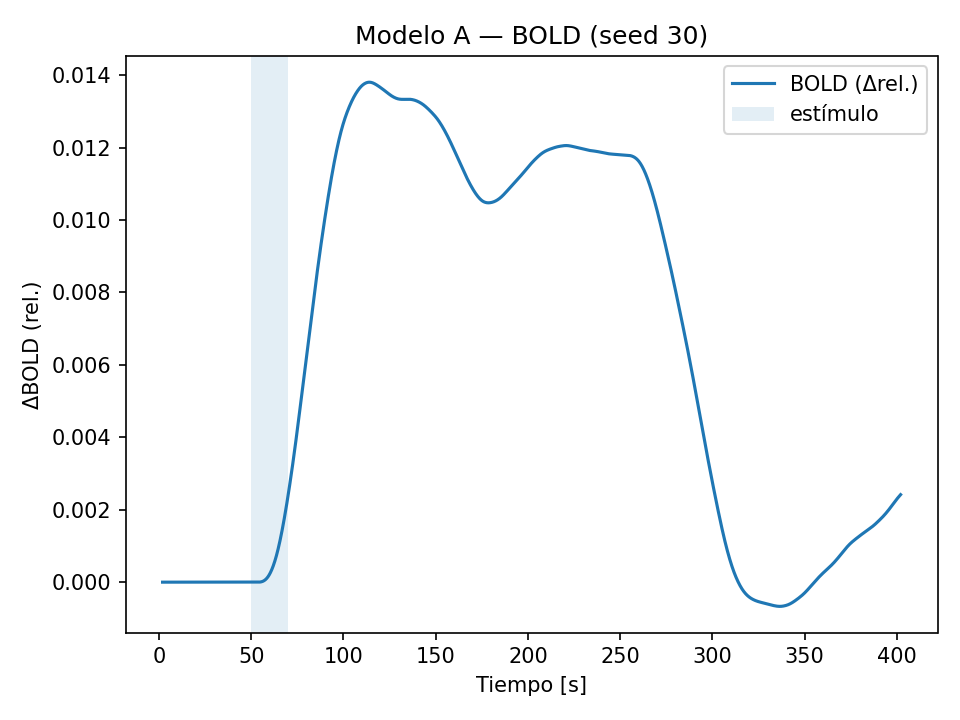 Modelo A — BOLD (seed 30)
BOLD (Δrel.)
estímulo
ΔBOLD (rel.)
0.014
0.012
0.010
0.008
0.006
0.004
0.002
0.000
0 50 100 150 200 250 300 350 400
Tiempo [s]